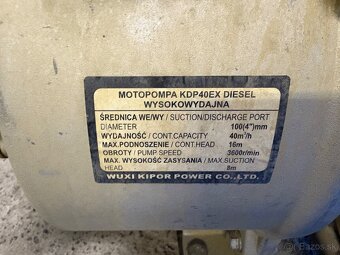 MOTOPOMPA KDP40EX DIESEL
WYSOKOWYDAJNA
ŚREDNICA WE/WY / SUCTION/DISCHARGE PORT
DIAMETER 100(4")mm
WYDAJNOŚĆ / CONT.CAPACITY 40m³/h
MAX.PODNOSZENIE / CONT.HEAD 16m
OBROTY / PUMP SPEED 3600r/min
MAX. WYSOKOŚĆ ZASYSANIA / MAX.SUCTION
HEAD 8m
WUXI KIPOR POWER CO.,LTD.